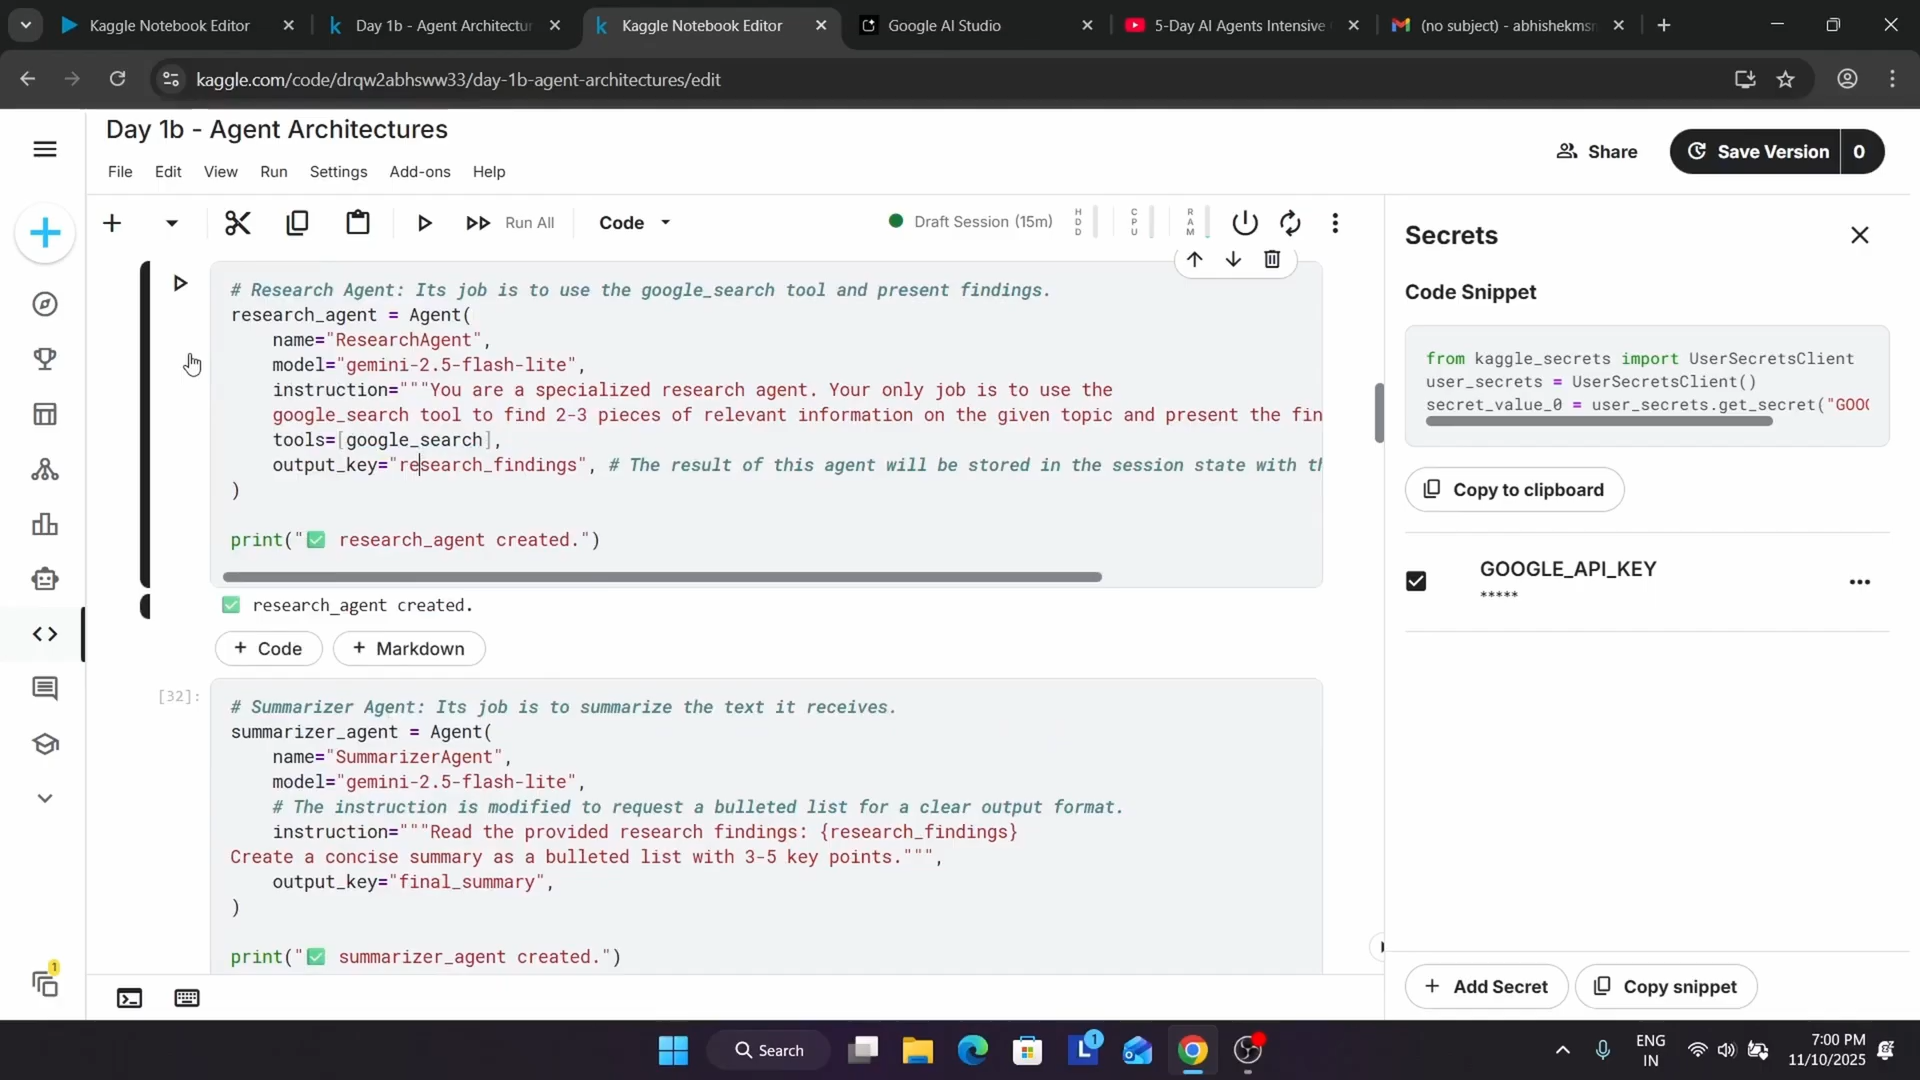 Kaggle Notebook Editor
Day 1b - Agent Architectur
Kaggle Notebook Editor
Google AI Studio
5-Day AI Agents Intensive
(no subject) - abhishekmsn
kaggle.com/code/drqw2abhsww33/day-1b-agent-architectures/edit
Day 1b - Agent Architectures
File Edit View Run Settings Add-ons Help
Share
Save Version 0
Run All
Code
Draft Session (15m)
HDD
CPU
RAM
# Research Agent: Its job is to use the google_search tool and present findings.
research_agent = Agent(
    name="ResearchAgent",
    model="gemini-2.5-flash-lite",
    instruction="""You are a specialized research agent. Your only job is to use the
    google_search tool to find 2-3 pieces of relevant information on the given topic and present the fin
    tools=[google_search],
    output_key="research_findings", # The result of this agent will be stored in the session state with th
)
print("✅ research_agent created.")
✅ research_agent created.
+ Code
+ Markdown
[32]:
# Summarizer Agent: Its job is to summarize the text it receives.
summarizer_agent = Agent(
    name="SummarizerAgent",
    model="gemini-2.5-flash-lite",
    # The instruction is modified to request a bulleted list for a clear output format.
    instruction="""Read the provided research findings: {research_findings}
Create a concise summary as a bulleted list with 3-5 key points.""",
    output_key="final_summary",
)
print("✅ summarizer_agent created.")
Secrets
Code Snippet
from kaggle_secrets import UserSecretsClient
user_secrets = UserSecretsClient()
secret_value_0 = user_secrets.get_secret("GOOG
Copy to clipboard
GOOGLE_API_KEY
*****
+ Add Secret
Copy snippet
1
Search
1
ENG
IN
7:00 PM
11/10/2025